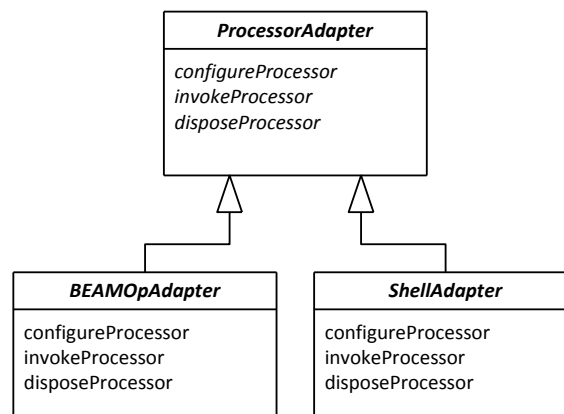 ProcessorAdapter
configureProcessor
invokeProcessor
disposeProcessor
BEAMOpAdapter
configureProcessor
invokeProcessor
disposeProcessor
ShellAdapter
configureProcessor
invokeProcessor
disposeProcessor